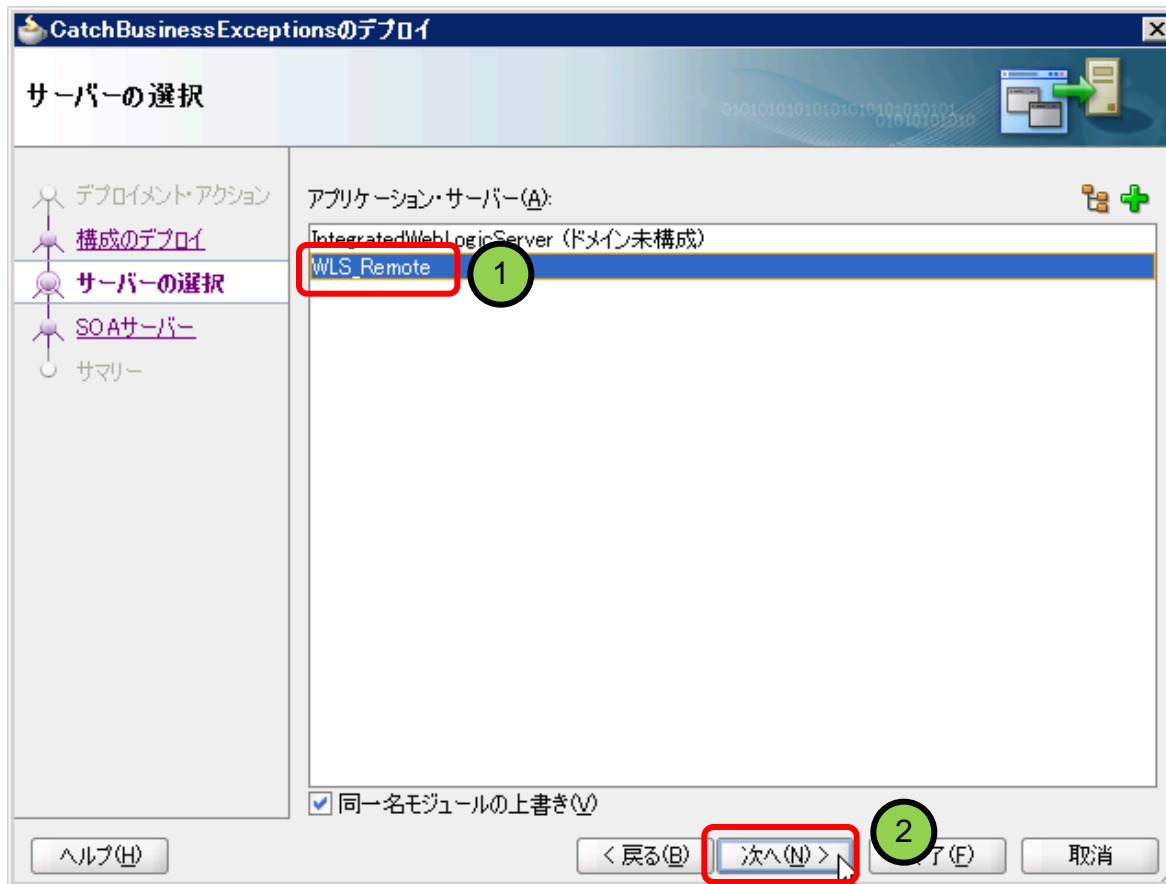 CatchBusinessExceptionsのデプロイ
サーバーの選択
デプロイメント・アクション
構成のデプロイ
サーバーの選択
SOAサーバー
サマリー
アプリケーション・サーバー(A):
IntegratedWebLogicServer (ドメイン未構成)
WLS_Remote
1
同一名モジュールの上書き(V)
2
ヘルプ(H)
< 戻る(B)
次へ(N) >
了(F)
取消